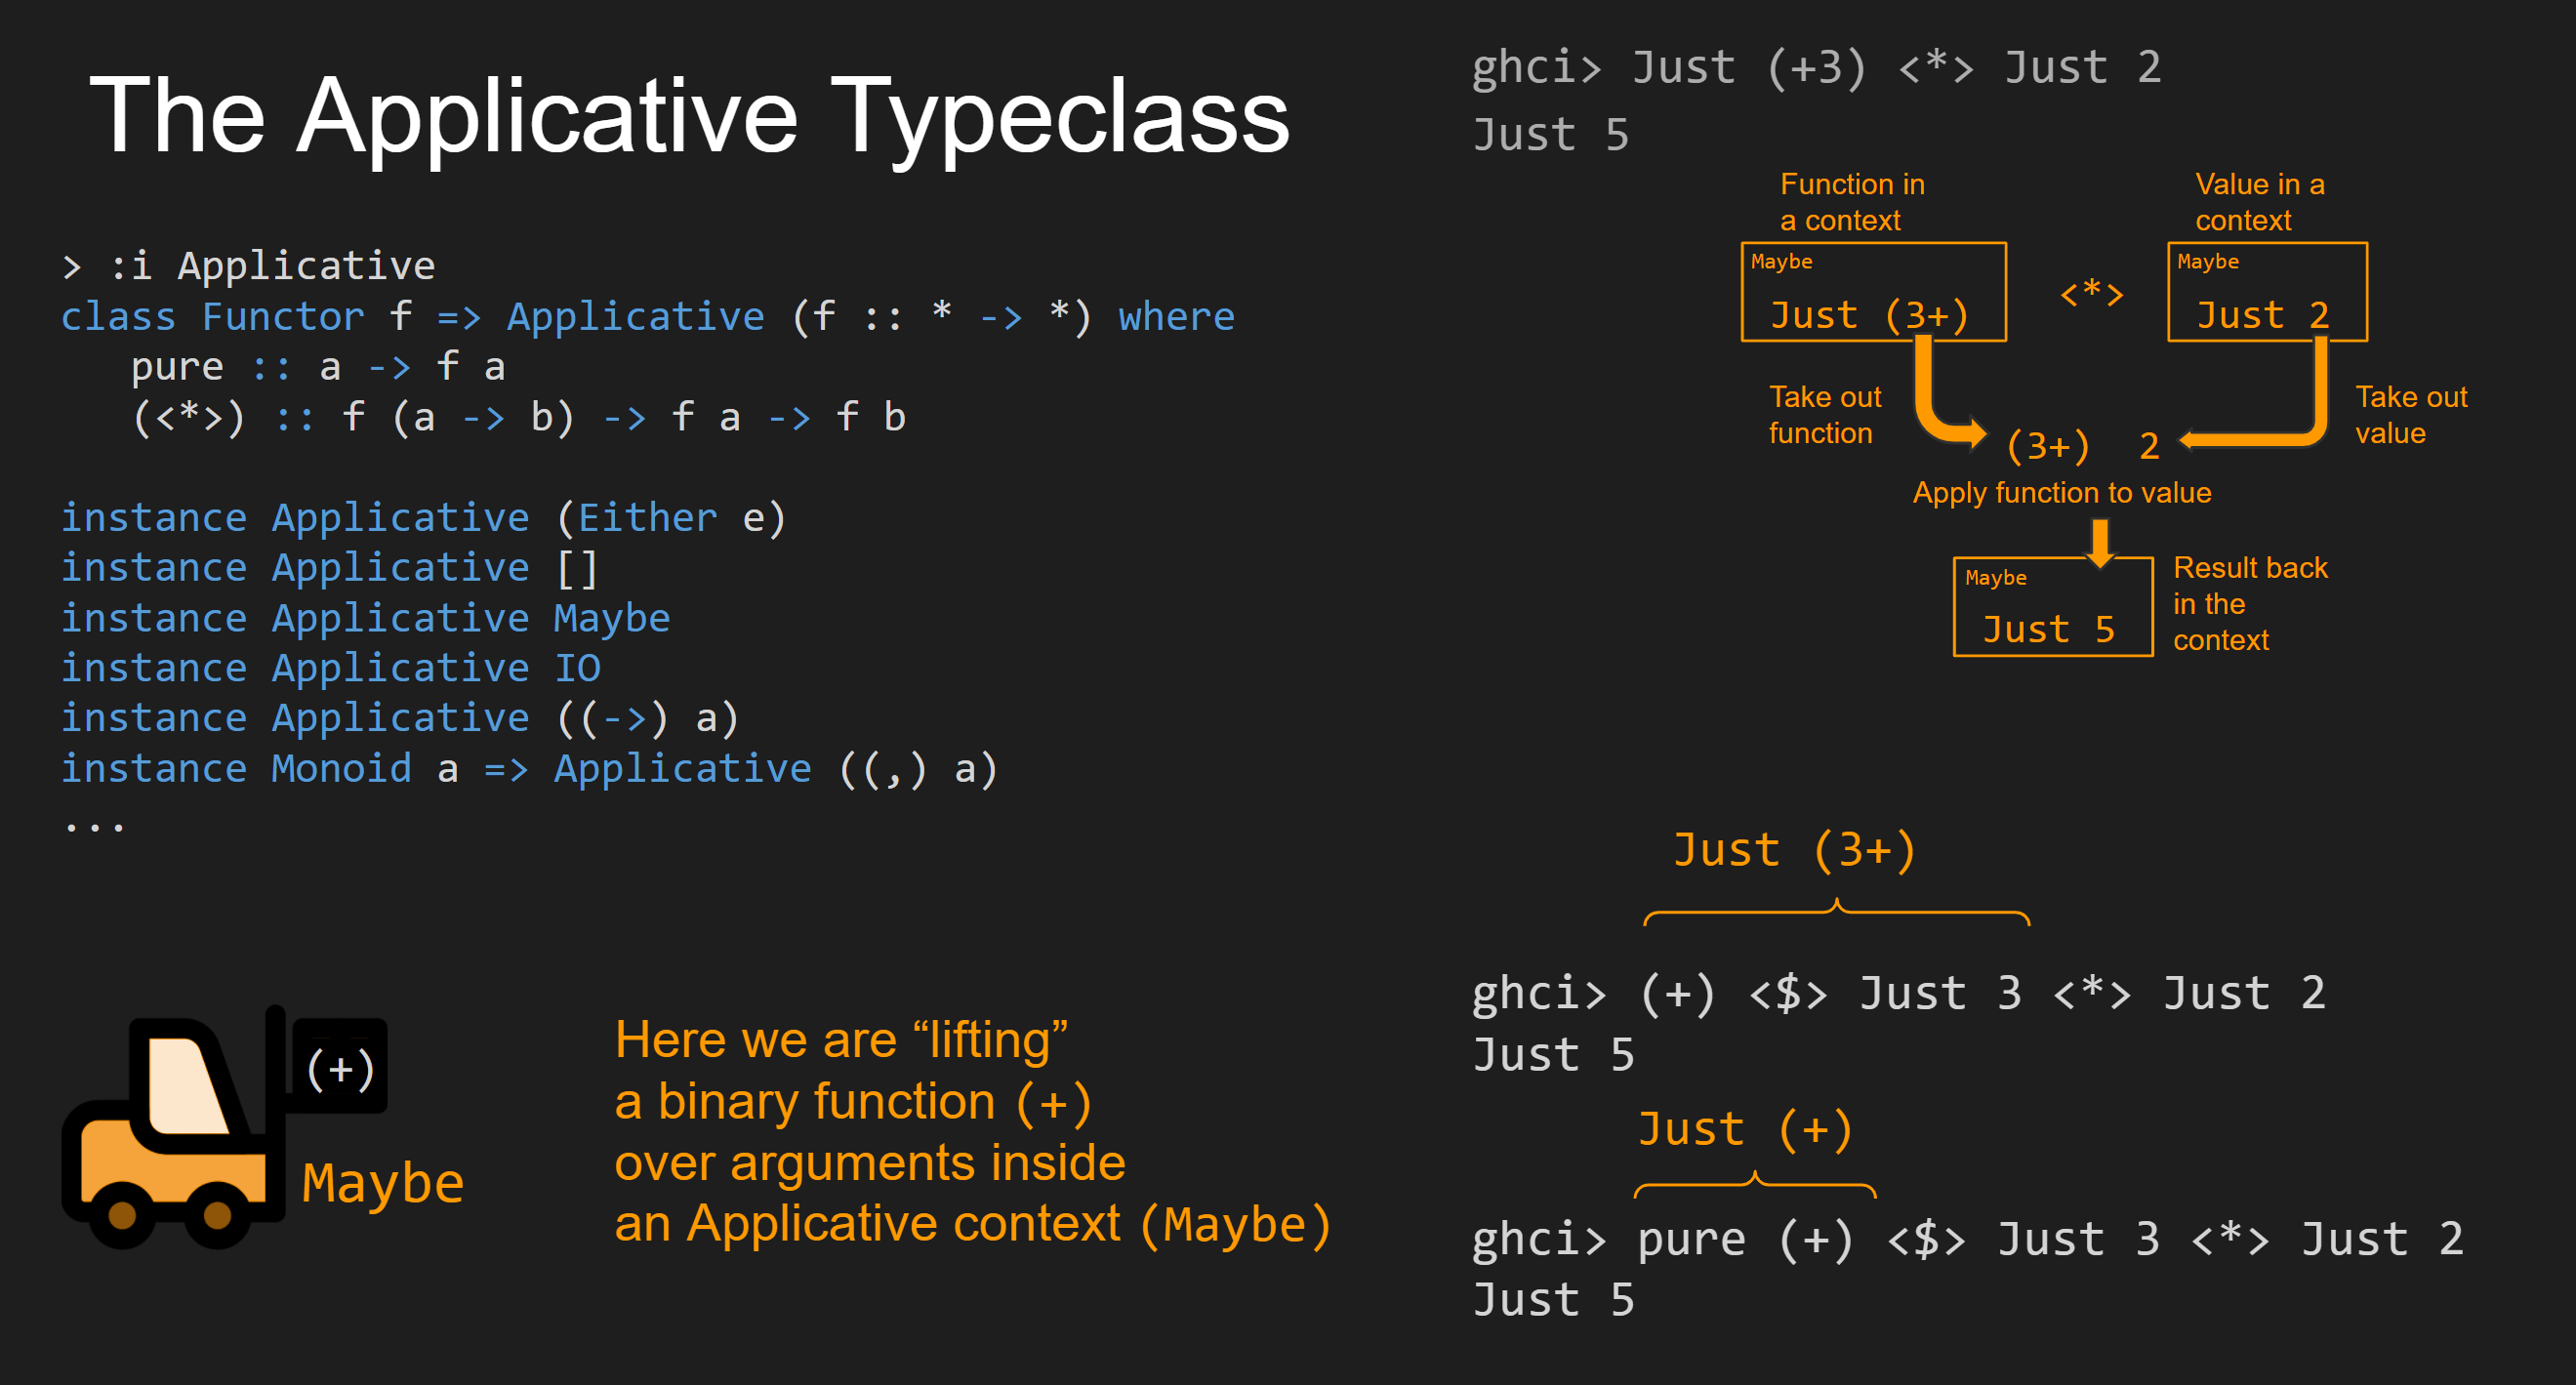 The Applicative Typeclass
> :i Applicative
class Functor f => Applicative (f :: * -> *) where
pure :: a -> f a
(<*>) :: f (a -> b) -> f a -> f b
instance Applicative (Either e)
instance Applicative []
instance Applicative Maybe
instance Applicative IO
instance Applicative ((->) a)
instance Monoid a => Applicative ((,) a)
...
(+)
Maybe
Here we are “lifting”
a binary function (+)
over arguments inside
an Applicative context (Maybe)
ghci> Just (+3) <*> Just 2
Just 5
Function in
a context
Value in a
context
Maybe
Just (3+)
<*>
Maybe
Just 2
Take out
function
(3+) 2
Take out
value
Apply function to value
Maybe
Just 5
Result back
in the
context
Just (3+)
ghci> (+) <$> Just 3 <*> Just 2
Just 5
Just (+)
ghci> pure (+) <$> Just 3 <*> Just 2
Just 5